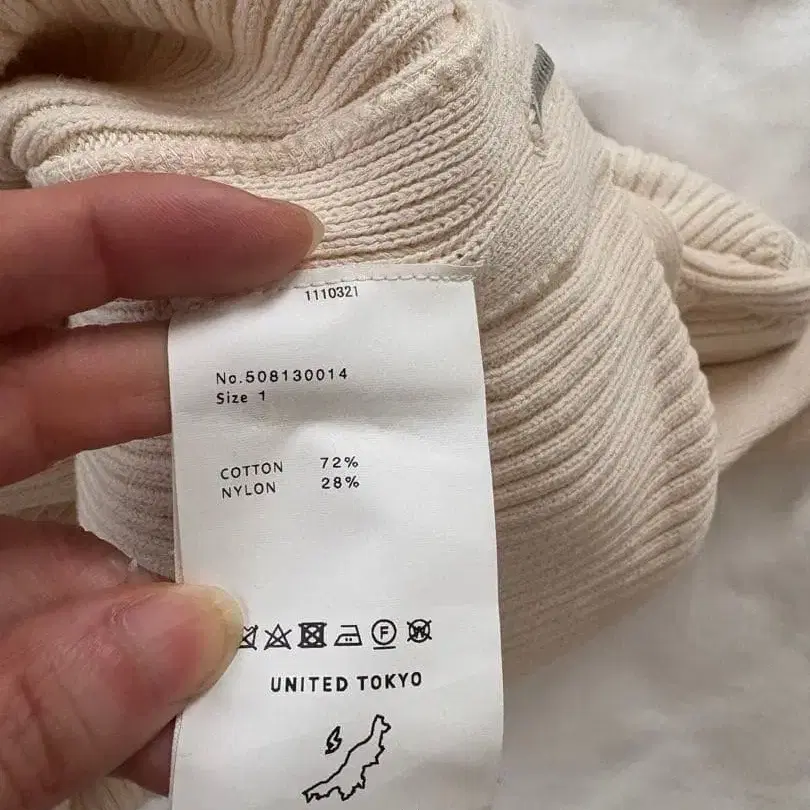 1110321
No.508130014
Size 1
COTTON 72%
NYLON 28%
F W
UNITED TOKYO